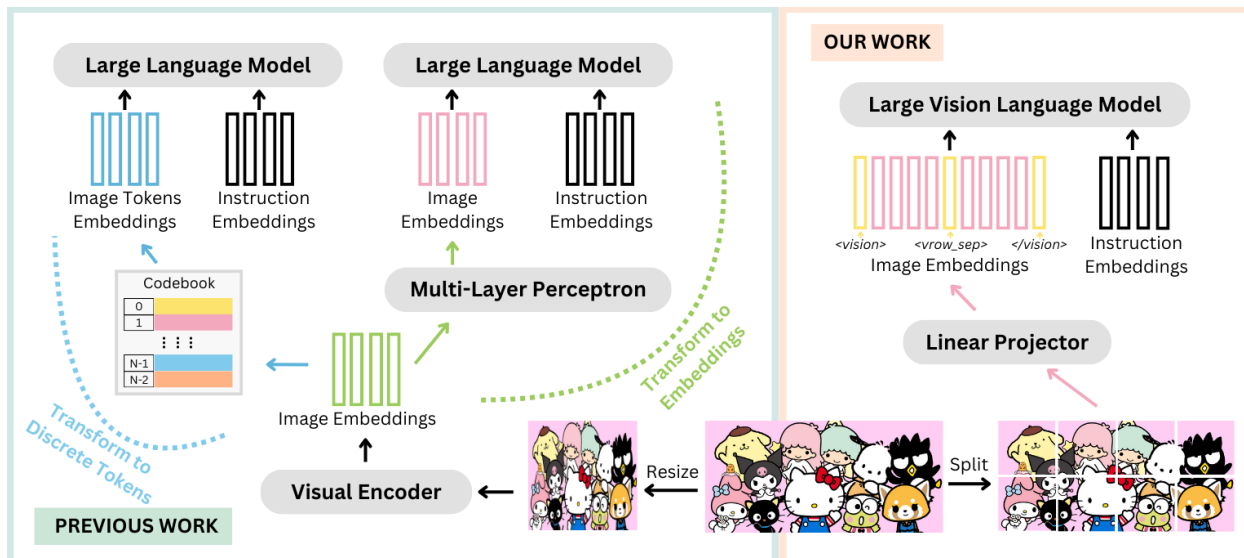 Large Language Model
Image Tokens
Embeddings
Instruction
Embeddings
Codebook
0
1
N-1
N-2
Transform to
Discrete Tokens
Large Language Model
Image
Embeddings
Instruction
Embeddings
Multi-Layer Perceptron
Transform to
Embeddings
Image Embeddings
Visual Encoder
PREVIOUS WORK
Resize
OUR WORK
Large Vision Language Model
<vision>
<vrow_sep>
</vision>
Image Embeddings
Instruction
Embeddings
Linear Projector
Split